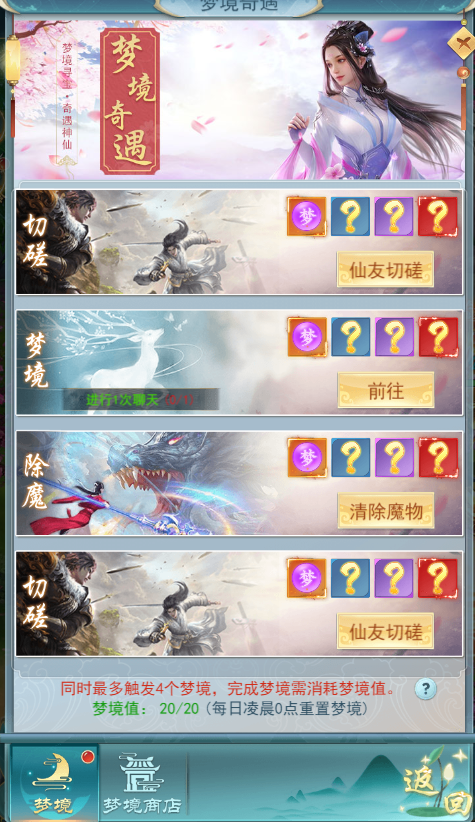 梦境奇遇
梦境寻宝·奇遇神仙
梦境奇遇
切磋
梦
仙友切磋
梦境
梦
进行1次聊天
前往
除魔
梦
清除魔物
切磋
梦
仙友切磋
同时最多触发4个梦境，完成梦境需消耗梦境值。
?
梦境值： 20/20 (每日凌晨0点重置梦境)
梦境
梦境商店
返回